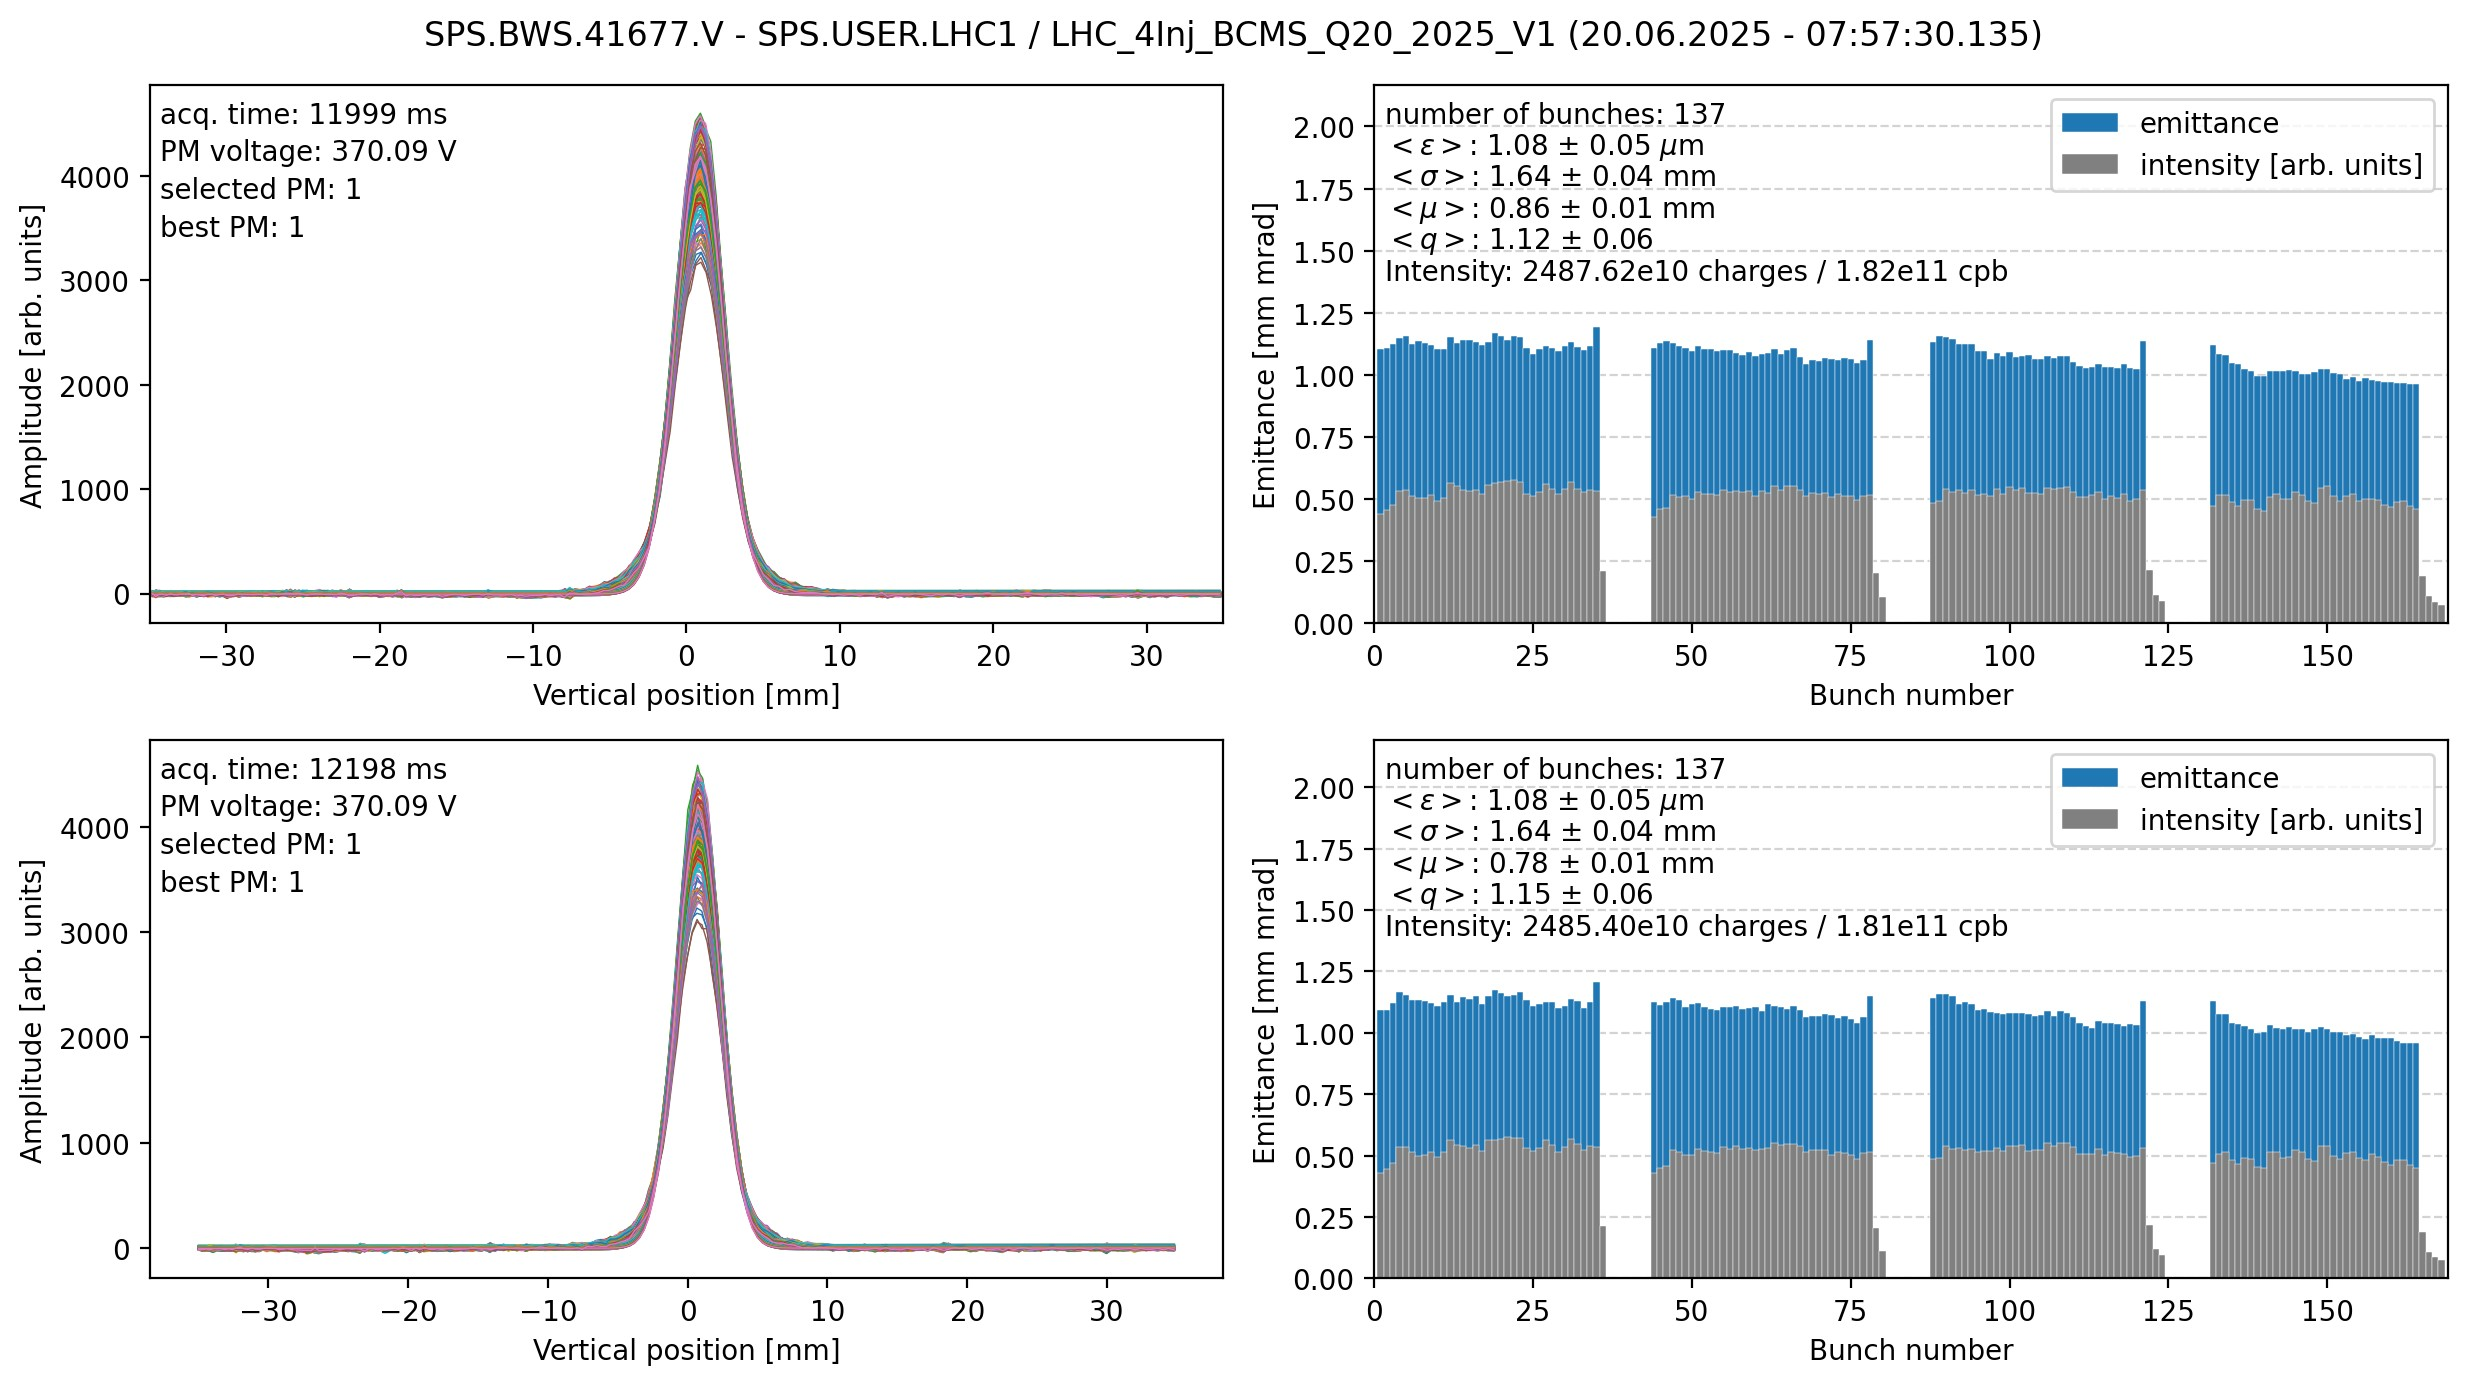 SPS.BWS.41677.V - SPS.USER.LHC1 / LHC_4Inj_BCMS_Q20_2025_V1 (20.06.2025 - 07:57:30.135)
acq. time: 11999 ms
PM voltage: 370.09 V
selected PM: 1
best PM: 1
Amplitude [arb. units]
4000
3000
2000
1000
0
−30 −20 −10 0 10 20 30
Vertical position [mm]
number of bunches: 137
<ε>: 1.08 ± 0.05 μm
<σ>: 1.64 ± 0.04 mm
<μ>: 0.86 ± 0.01 mm
<q>: 1.12 ± 0.06
Intensity: 2487.62e10 charges / 1.82e11 cpb
emittance
intensity [arb. units]
Emittance [mm mrad]
2.00
1.75
1.50
1.25
1.00
0.75
0.50
0.25
0.00
0 25 50 75 100 125 150
Bunch number
acq. time: 12198 ms
PM voltage: 370.09 V
selected PM: 1
best PM: 1
Amplitude [arb. units]
4000
3000
2000
1000
0
−30 −20 −10 0 10 20 30
Vertical position [mm]
number of bunches: 137
<ε>: 1.08 ± 0.05 μm
<σ>: 1.64 ± 0.04 mm
<μ>: 0.78 ± 0.01 mm
<q>: 1.15 ± 0.06
Intensity: 2485.40e10 charges / 1.81e11 cpb
emittance
intensity [arb. units]
Emittance [mm mrad]
2.00
1.75
1.50
1.25
1.00
0.75
0.50
0.25
0.00
0 25 50 75 100 125 150
Bunch number